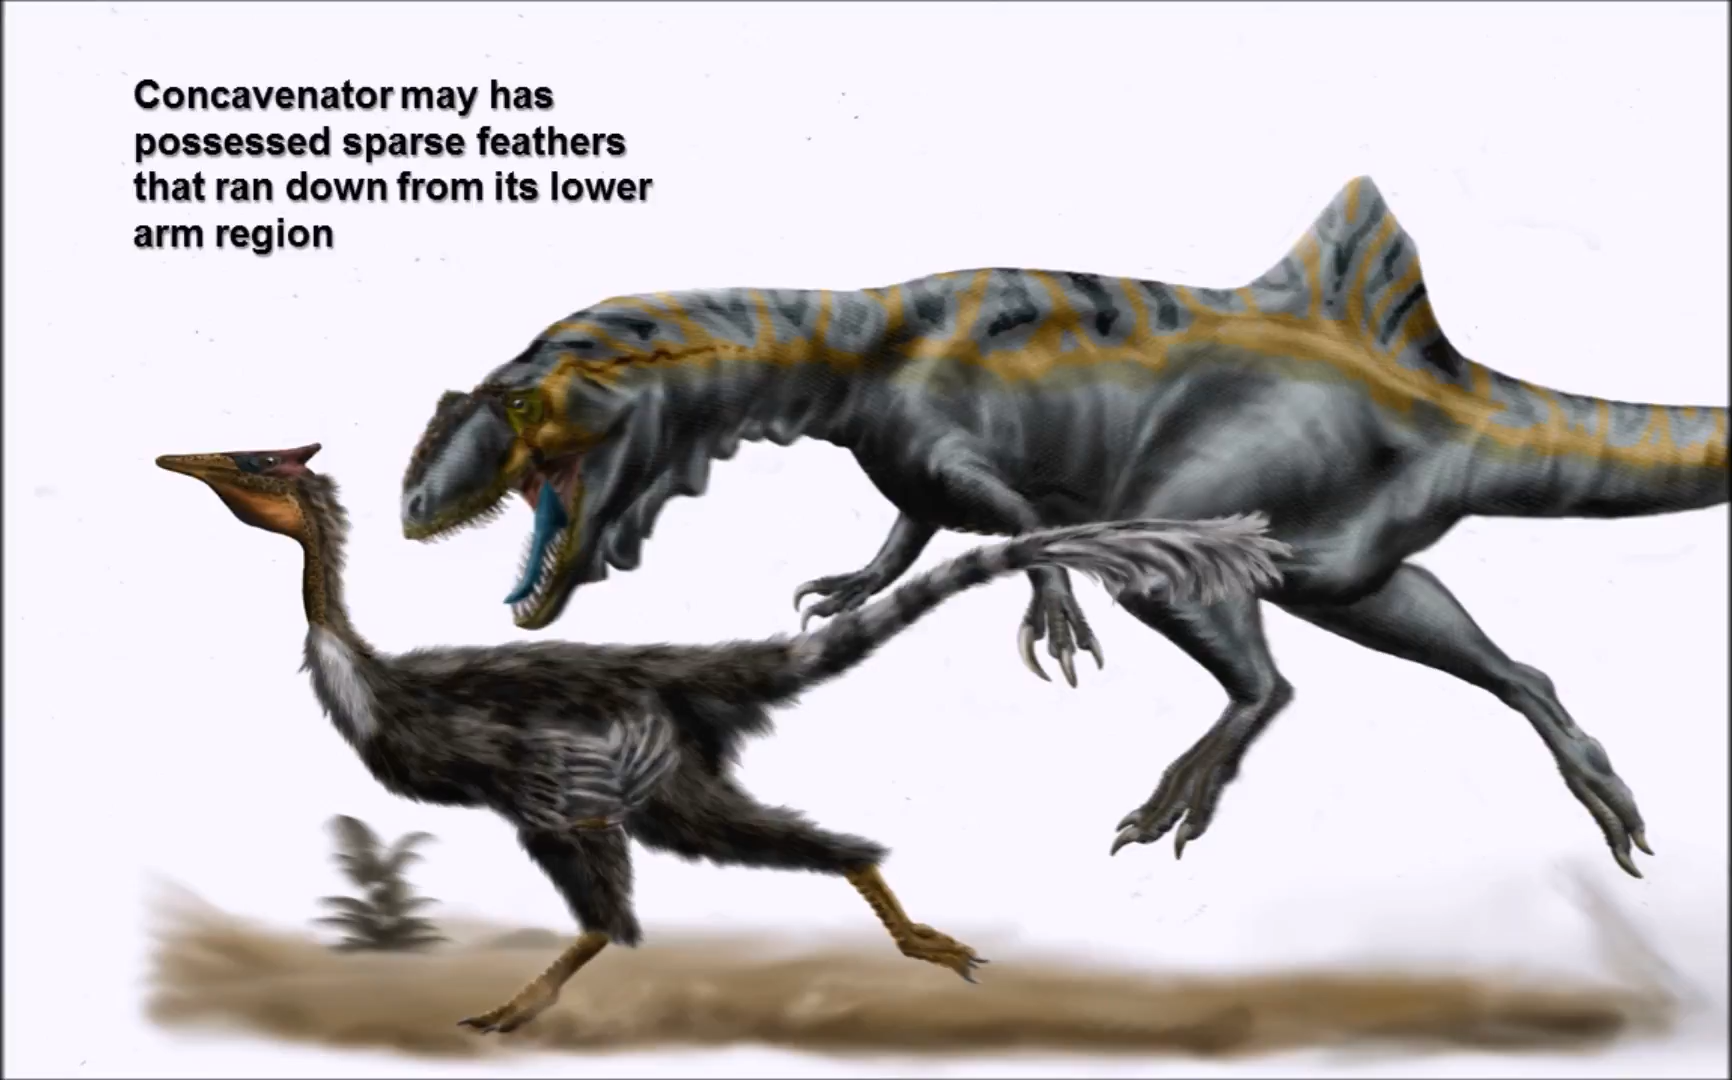 Concavenator may has
possessed sparse feathers
that ran down from its lower
arm region